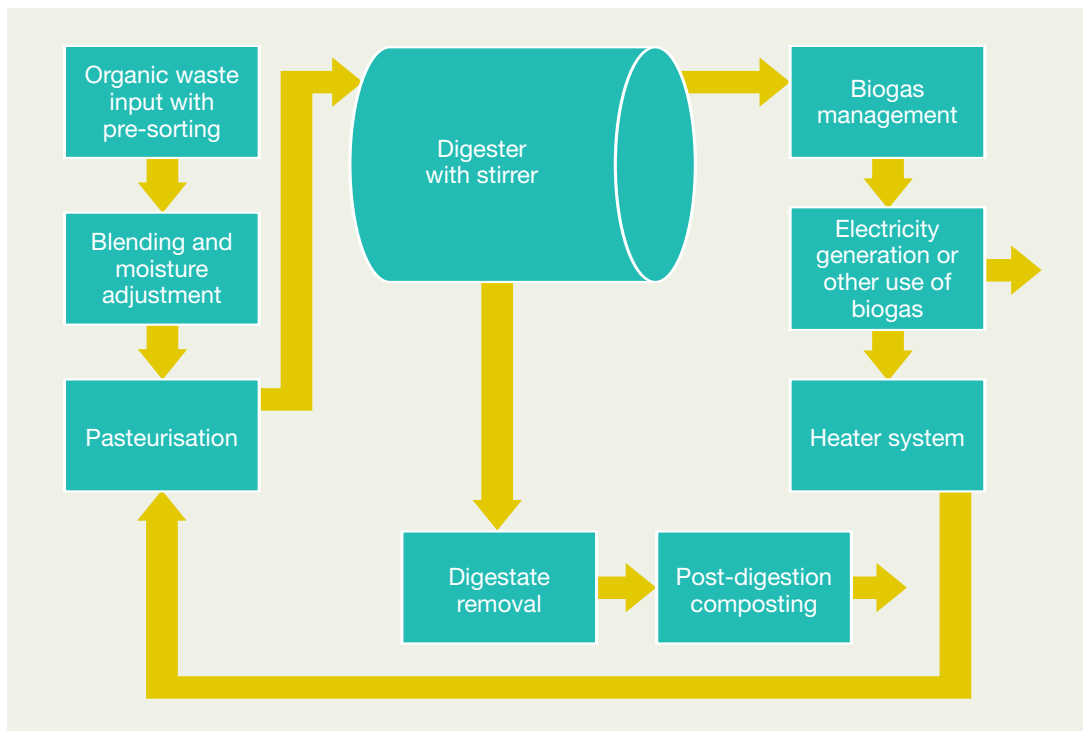 Organic waste
input with
pre-sorting
Blending and
moisture
adjustment
Pasteurisation
Digester
with stirrer
Biogas
management
Electricity
generation or
other use of
biogas
Heater system
Digestate
removal
Post-digestion
composting